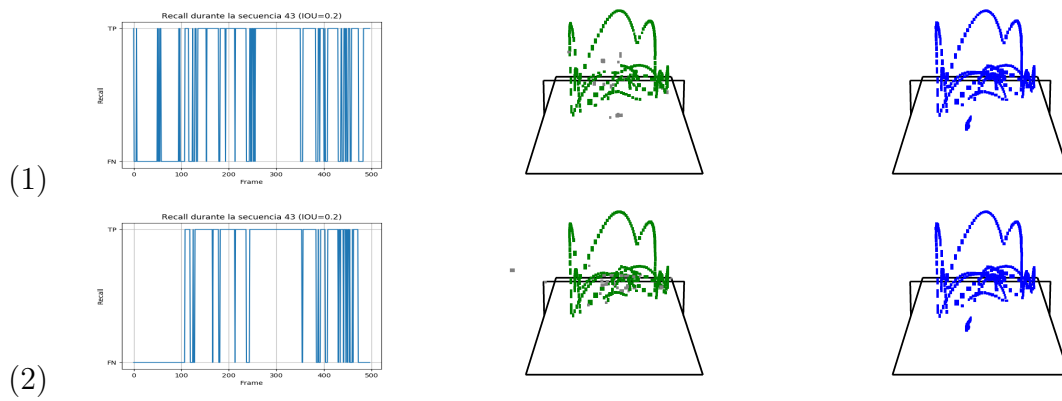 (1)
Recall durante la secuencia 43 (IOU=0.2)
TP
Recall
FN
0 100 200 300 400 500
Frame
(2)
Recall durante la secuencia 43 (IOU=0.2)
TP
Recall
FN
0 100 200 300 400 500
Frame